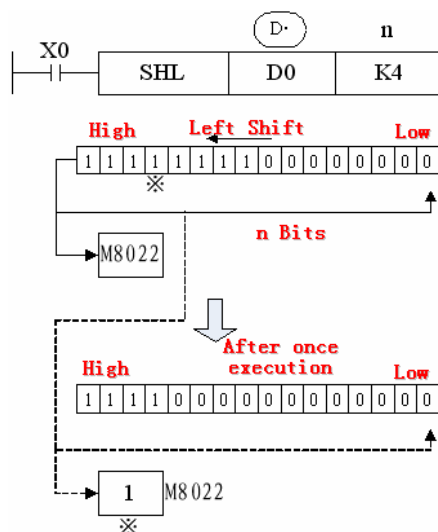 D· n
X0
SHL D0 K4
High Left Shift Low
1 1 1 1 1 1 1 1 0 0 0 0 0 0 0 0
※
n Bits
M8022
After once
execution
High Low
1 1 1 1 0 0 0 0 0 0 0 0 0 0 0 0
1 M8022
※